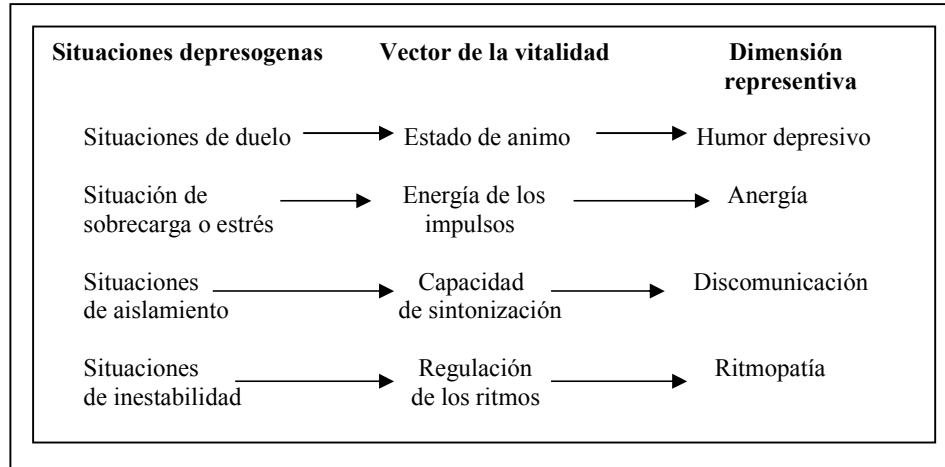 Situaciones depresogenas Vector de la vitalidad Dimensión
representiva
Situaciones de duelo Estado de animo Humor depresivo
Situación de Energía de los Anergía
sobrecarga o estrés impulsos
Situaciones Capacidad Discomunicación
de aislamiento de sintonización
Situaciones Regulación Ritmopatía
de inestabilidad de los ritmos